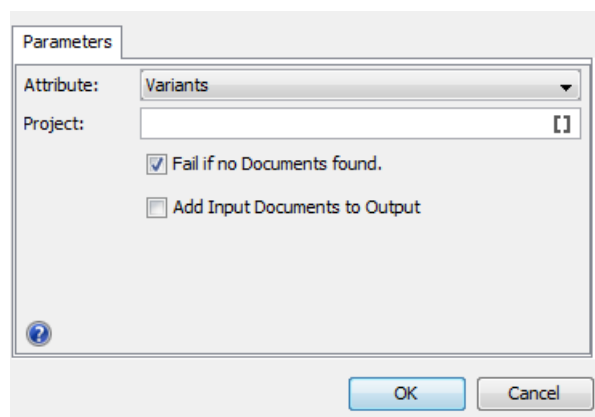 Parameters
Attribute: Variants
Project: []
Fail if no Documents found.
Add Input Documents to Output
?
OK Cancel